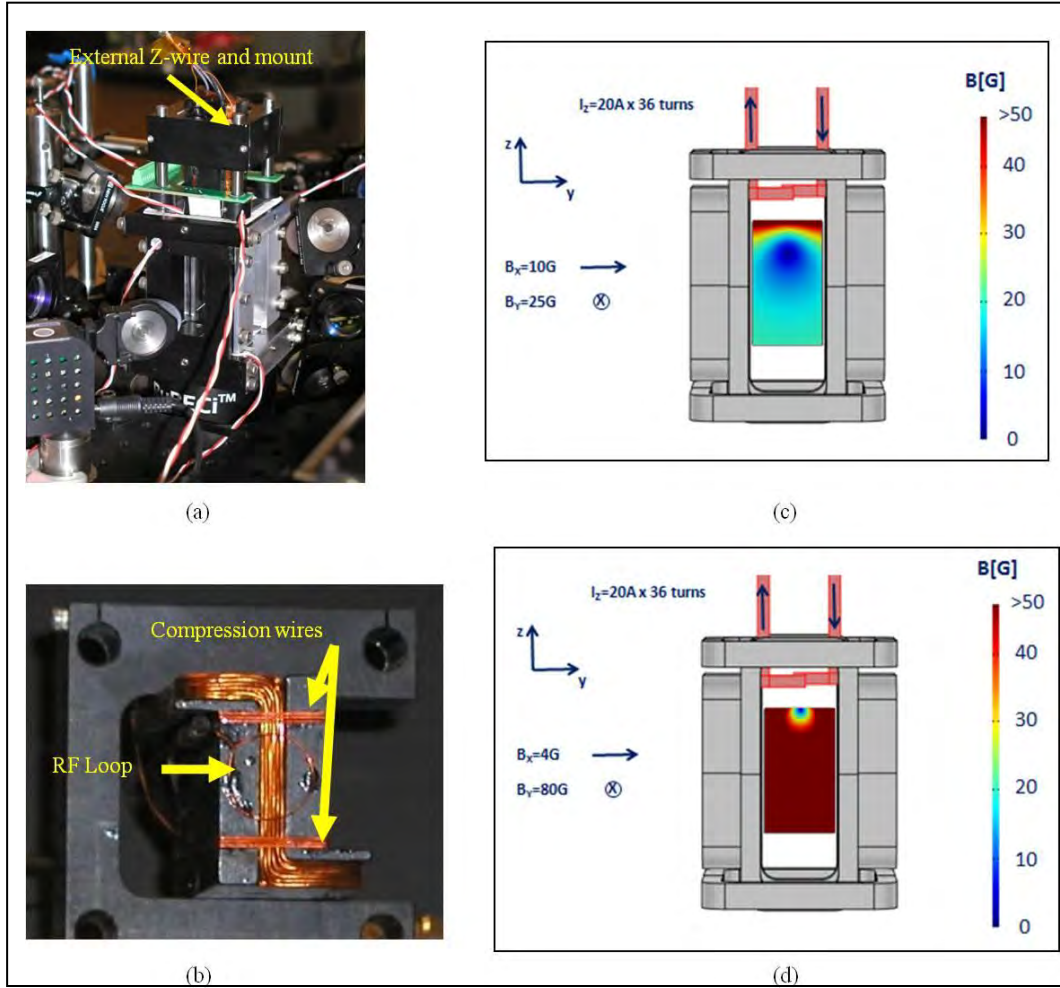 External Z-wire and mount
ECi™
(a)
Compression wires
RF Loop
(b)
B[G]
I_Z=20A x 36 turns
>50
z
40
y
30
B_X=10G
20
B_Y=25G
X
10
0
(c)
B[G]
I_Z=20A x 36 turns
>50
z
40
y
30
B_X=4G
20
B_Y=80G
X
10
0
(d)